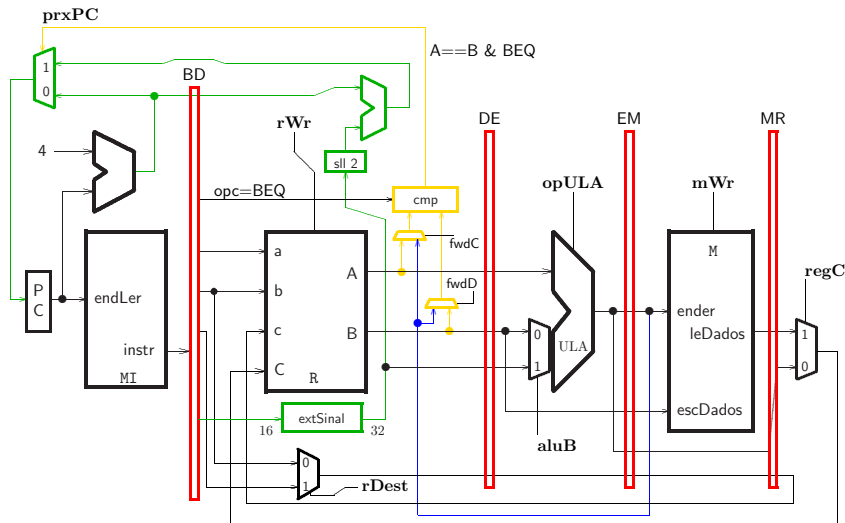 prxPC
A==B & BEQ
1
0
BD
DE
EM
MR
rWr
4
sll 2
opc=BEQ
cmp
opULA
mWr
fwdC
a
A
M
P
C
endLer
b
fwdD
regC
c
B
0
ender
leDados
1
instr
C
ULA
1
0
MI
R
escDados
16
extSinal
32
aluB
0
1
rDest